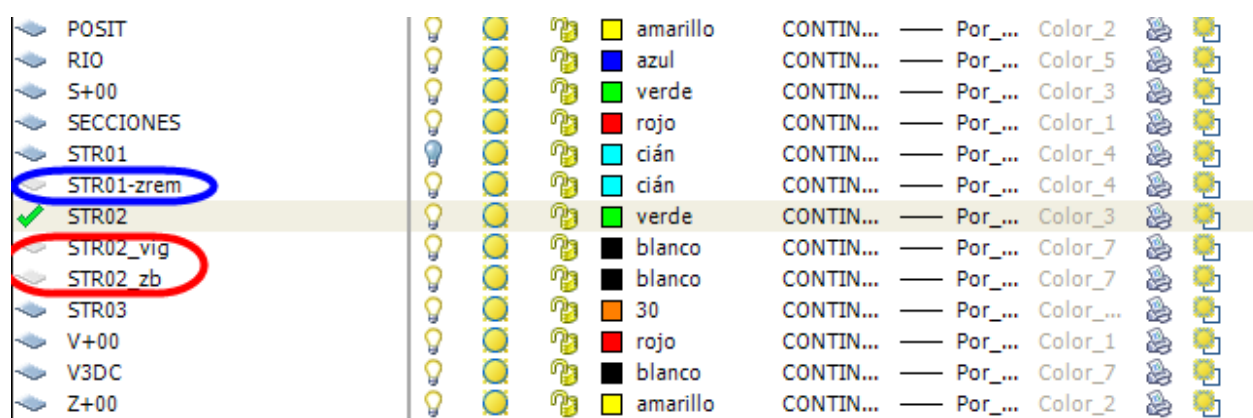 POSIT amarillo CONTIN... Por_... Color_2
RIO azul CONTIN... Por_... Color_5
S+00 verde CONTIN... Por_... Color_3
SECCIONES rojo CONTIN... Por_... Color_1
STR01 cián CONTIN... Por_... Color_4
STR01-zrem cián CONTIN... Por_... Color_4
STR02 verde CONTIN... Por_... Color_3
STR02_vig blanco CONTIN... Por_... Color_7
STR02_zb blanco CONTIN... Por_... Color_7
STR03 30 CONTIN... Por_... Color_...
V+00 rojo CONTIN... Por_... Color_1
V3DC blanco CONTIN... Por_... Color_7
Z+00 amarillo CONTIN... Por_... Color_2